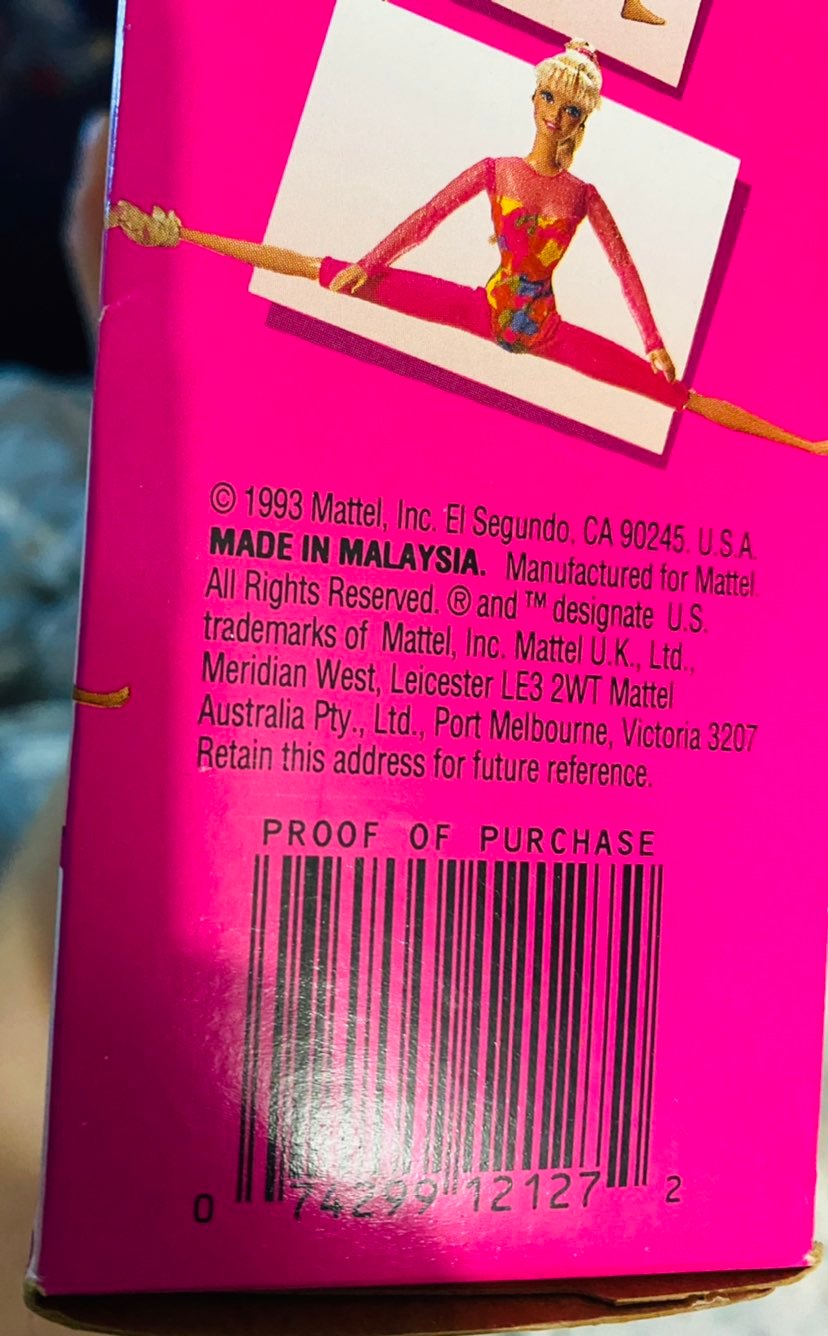 © 1993 Mattel, Inc. El Segundo, CA 90245. U.S.A.
MADE IN MALAYSIA. Manufactured for Mattel.
All Rights Reserved. ® and ™ designate U.S.
trademarks of Mattel, Inc. Mattel U.K., Ltd.,
Meridian West, Leicester LE3 2WT Mattel
Australia Pty., Ltd., Port Melbourne, Victoria 3207
Retain this address for future reference.
PROOF OF PURCHASE
0 74299 12127 2